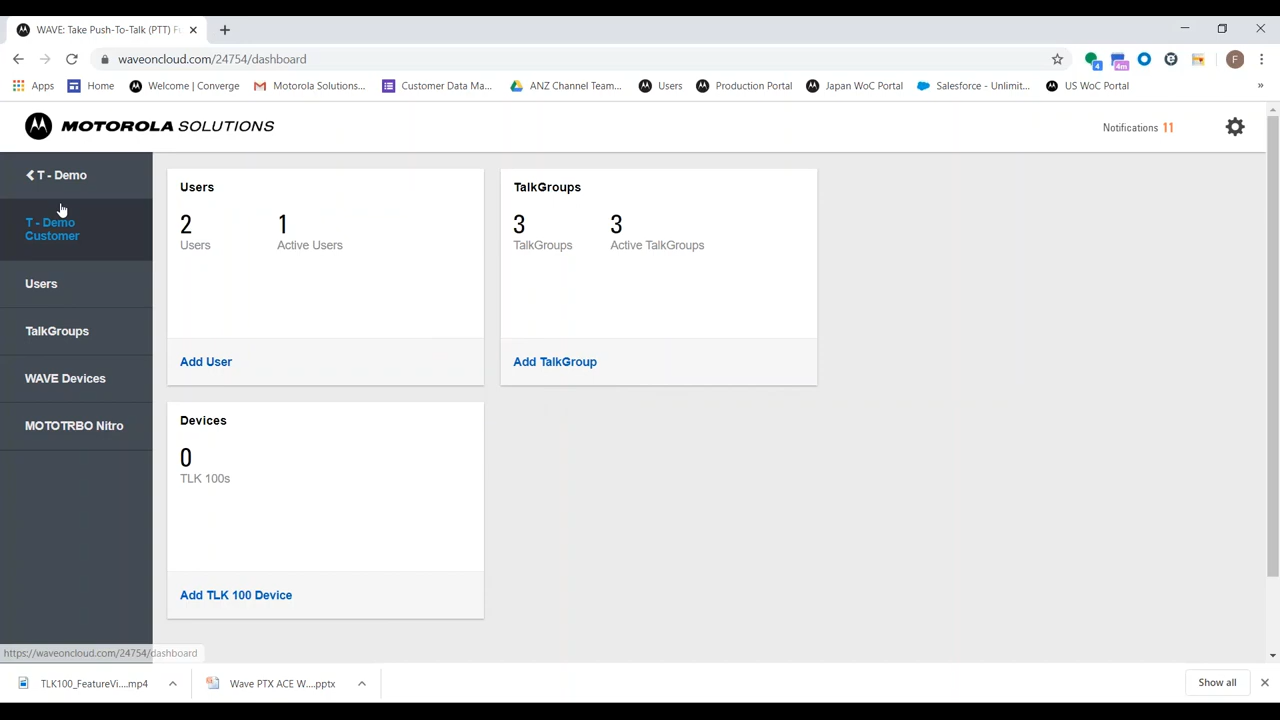 WAVE: Take Push-To-Talk (PTT) F
waveoncloud.com/24754/dashboard
4
4m
F
Apps
Home
Welcome | Converge
Motorola Solutions...
Customer Data Ma...
ANZ Channel Team...
Users
Production Portal
Japan WoC Portal
Salesforce - Unlimit...
US WoC Portal
»
MOTOROLA SOLUTIONS
Notifications 11
T - Demo
T - Demo
Customer
Users
TalkGroups
WAVE Devices
MOTOTRBO Nitro
Users
2
Users
1
Active Users
Add User
TalkGroups
3
TalkGroups
3
Active TalkGroups
Add TalkGroup
Devices
0
TLK 100s
Add TLK 100 Device
https://waveoncloud.com/24754/dashboard
TLK100_FeatureVi....mp4
Wave PTX ACE W....pptx
Show all